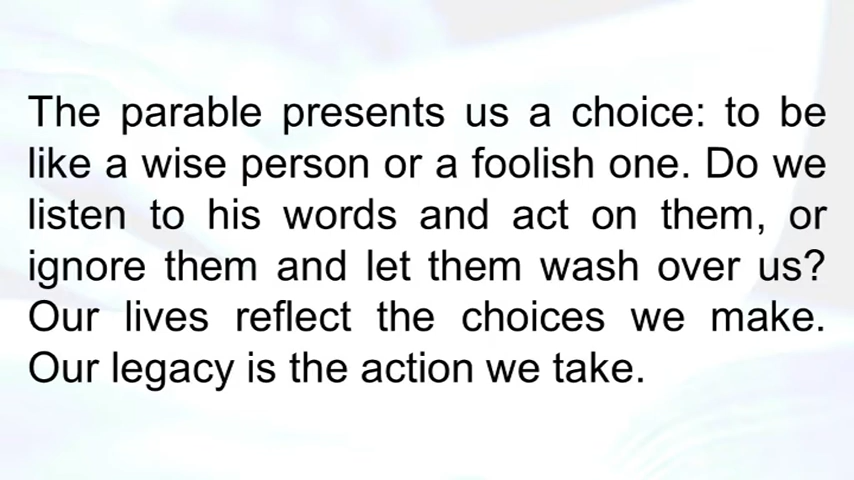 The parable presents us a choice: to be
like a wise person or a foolish one. Do we
listen to his words and act on them, or
ignore them and let them wash over us?
Our lives reflect the choices we make.
Our legacy is the action we take.